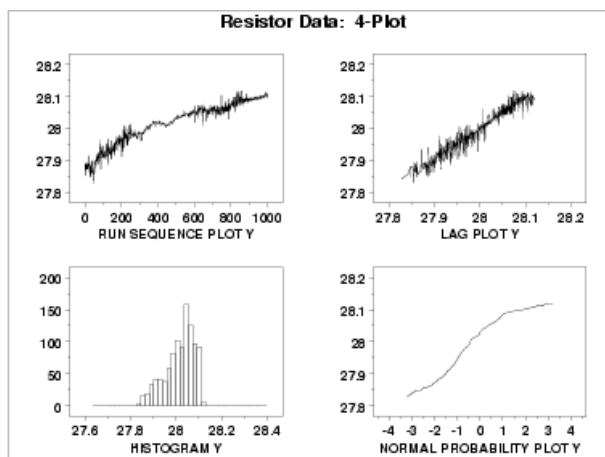 Resistor Data: 4-Plot
28.2
28.1
28
27.9
27.8
0 200 400 600 800 1000
RUN SEQUENCE PLOT Y
28.2
28.1
28
27.9
27.8
27.8 27.9 28 28.1 28.2
LAG PLOT Y
200
150
100
50
0
27.6 27.8 28 28.2 28.4
HISTOGRAM Y
28.2
28.1
28
27.9
27.8
-4 -3 -2 -1 0 1 2 3 4
NORMAL PROBABILITY PLOT Y